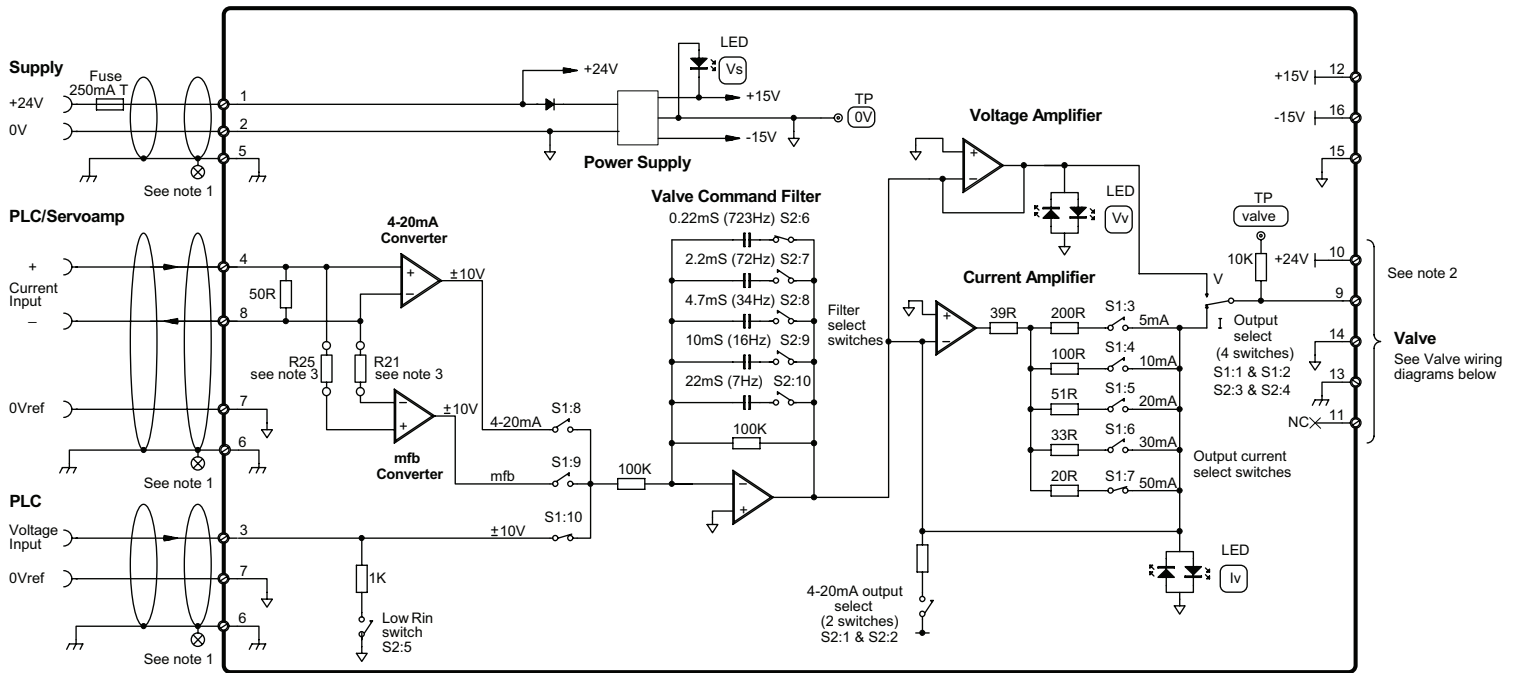 Supply
Fuse
250mA T
+24V
0V
1
2
5
See note 1
+24V
LED
Vs
+15V
-15V
TP
0V
Power Supply
PLC/Servoamp
+
Current
Input
–
0Vref
4
8
7
6
See note 1
50R
4-20mA
Converter
+
−
±10V
R25
see note 3
R21
see note 3
−
+
±10V
mfb
Converter
4-20mA
S1:8
mfb
S1:9
S1:10
±10V
100K
PLC
Voltage
Input
0Vref
3
7
6
See note 1
1K
Low Rin
switch
S2:5
Valve Command Filter
0.22mS (723Hz) S2:6
2.2mS (72Hz) S2:7
4.7mS (34Hz) S2:8
10mS (16Hz) S2:9
22mS (7Hz) S2:10
Filter
select
switches
100K
−
+
Voltage Amplifier
+
−
LED
Vv
Current Amplifier
+
−
39R
200R
S1:3
5mA
100R
S1:4
10mA
51R
S1:5
20mA
33R
S1:6
30mA
20R
S1:7
50mA
Output current
select switches
4-20mA output
select
(2 switches)
S2:1 & S2:2
LED
Iv
V
I
Output
select
(4 switches)
S1:1 & S1:2
S2:3 & S2:4
TP
valve
10K
+15V
12
-15V
16
15
+24V
10
9
14
13
NC
11
See note 2
Valve
See Valve wiring
diagrams below